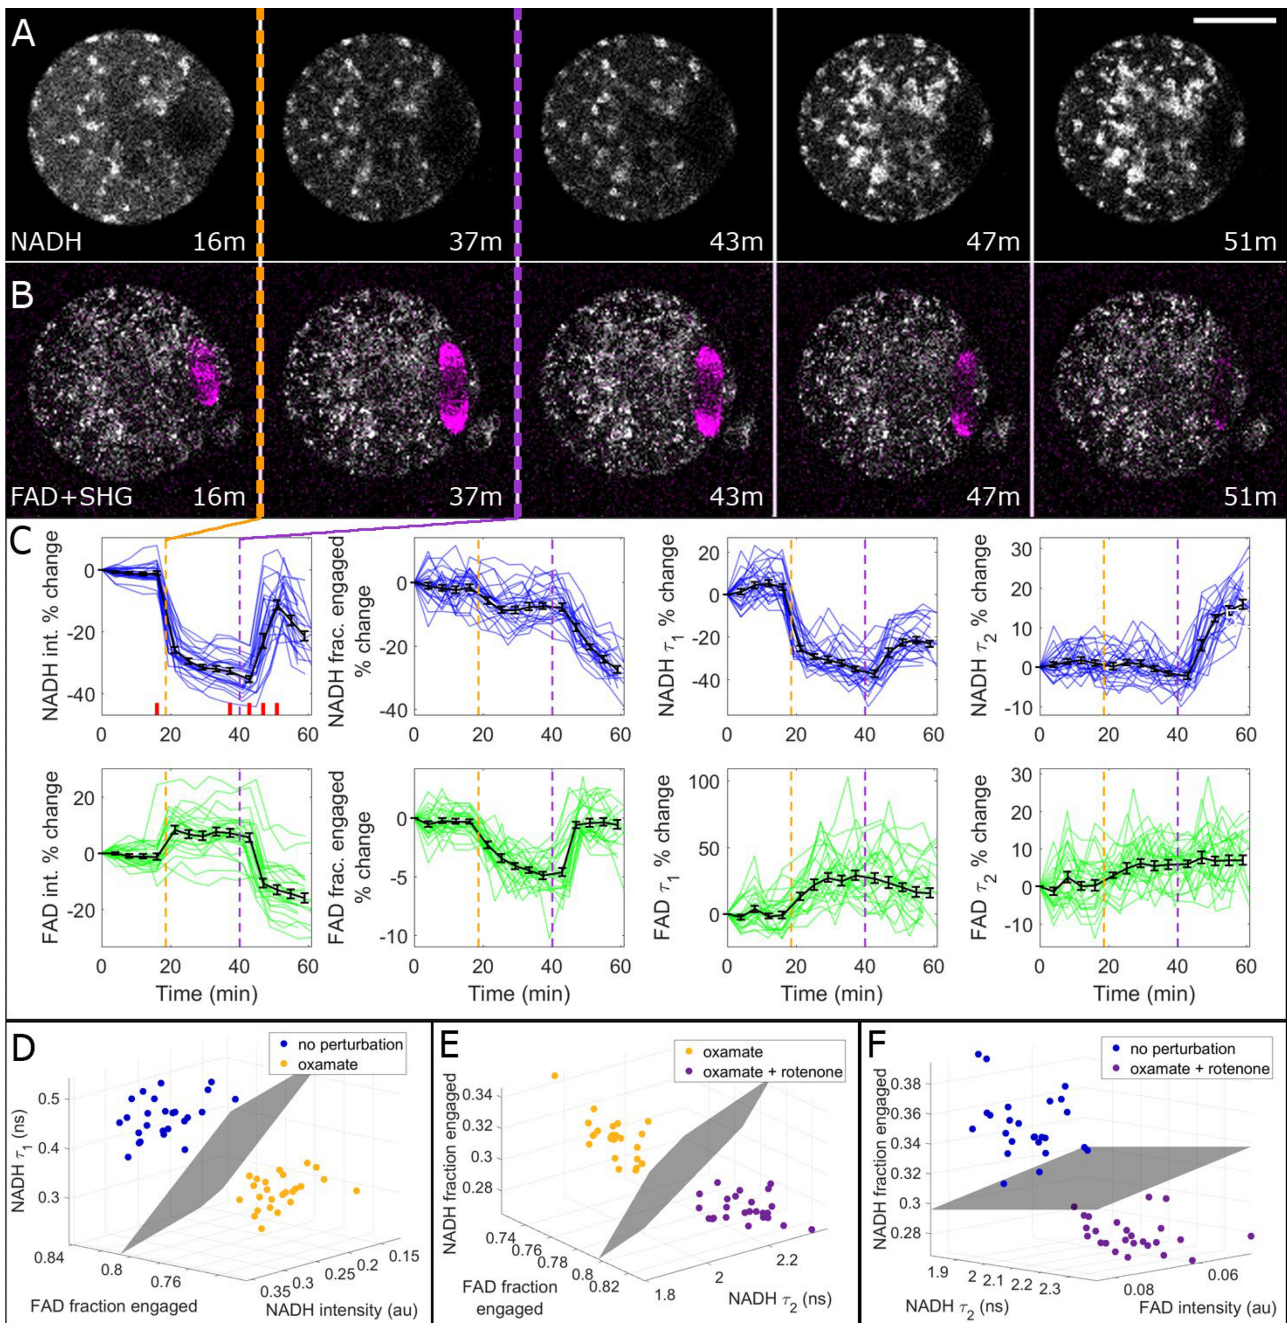 A
NADH 16m 37m 43m 47m 51m
B
FAD+SHG 16m 37m 43m 47m 51m
C
NADH int. % change
0
-20
-40
0 20 40 60
NADH frac. engaged
% change
0
-20
-40
0 20 40 60
NADH τ1 % change
20
0
-20
-40
0 20 40 60
NADH τ2 % change
30
20
10
0
-10
0 20 40 60
FAD int. % change
20
0
-20
0 20 40 60
Time (min)
FAD frac. engaged
% change
0
-5
-10
0 20 40 60
Time (min)
FAD τ1 % change
100
50
0
0 20 40 60
Time (min)
FAD τ2 % change
30
20
10
0
-10
0 20 40 60
Time (min)
D
no perturbation
oxamate
NADH τ1 (ns)
0.5
0.4
0.3
0.84 0.8 0.76
FAD fraction engaged
0.35 0.3 0.25 0.2 0.15
NADH intensity (au)
E
oxamate
oxamate + rotenone
NADH fraction engaged
0.34
0.32
0.3
0.28
0.74 0.76 0.78 0.8 0.82
FAD fraction
engaged
1.8 2 2.2
NADH τ2 (ns)
F
no perturbation
oxamate + rotenone
NADH fraction engaged
0.38
0.36
0.34
0.32
0.3
0.28
1.9 2 2.1 2.2 2.3
NADH τ2 (ns)
0.08 0.06
FAD intensity (au)